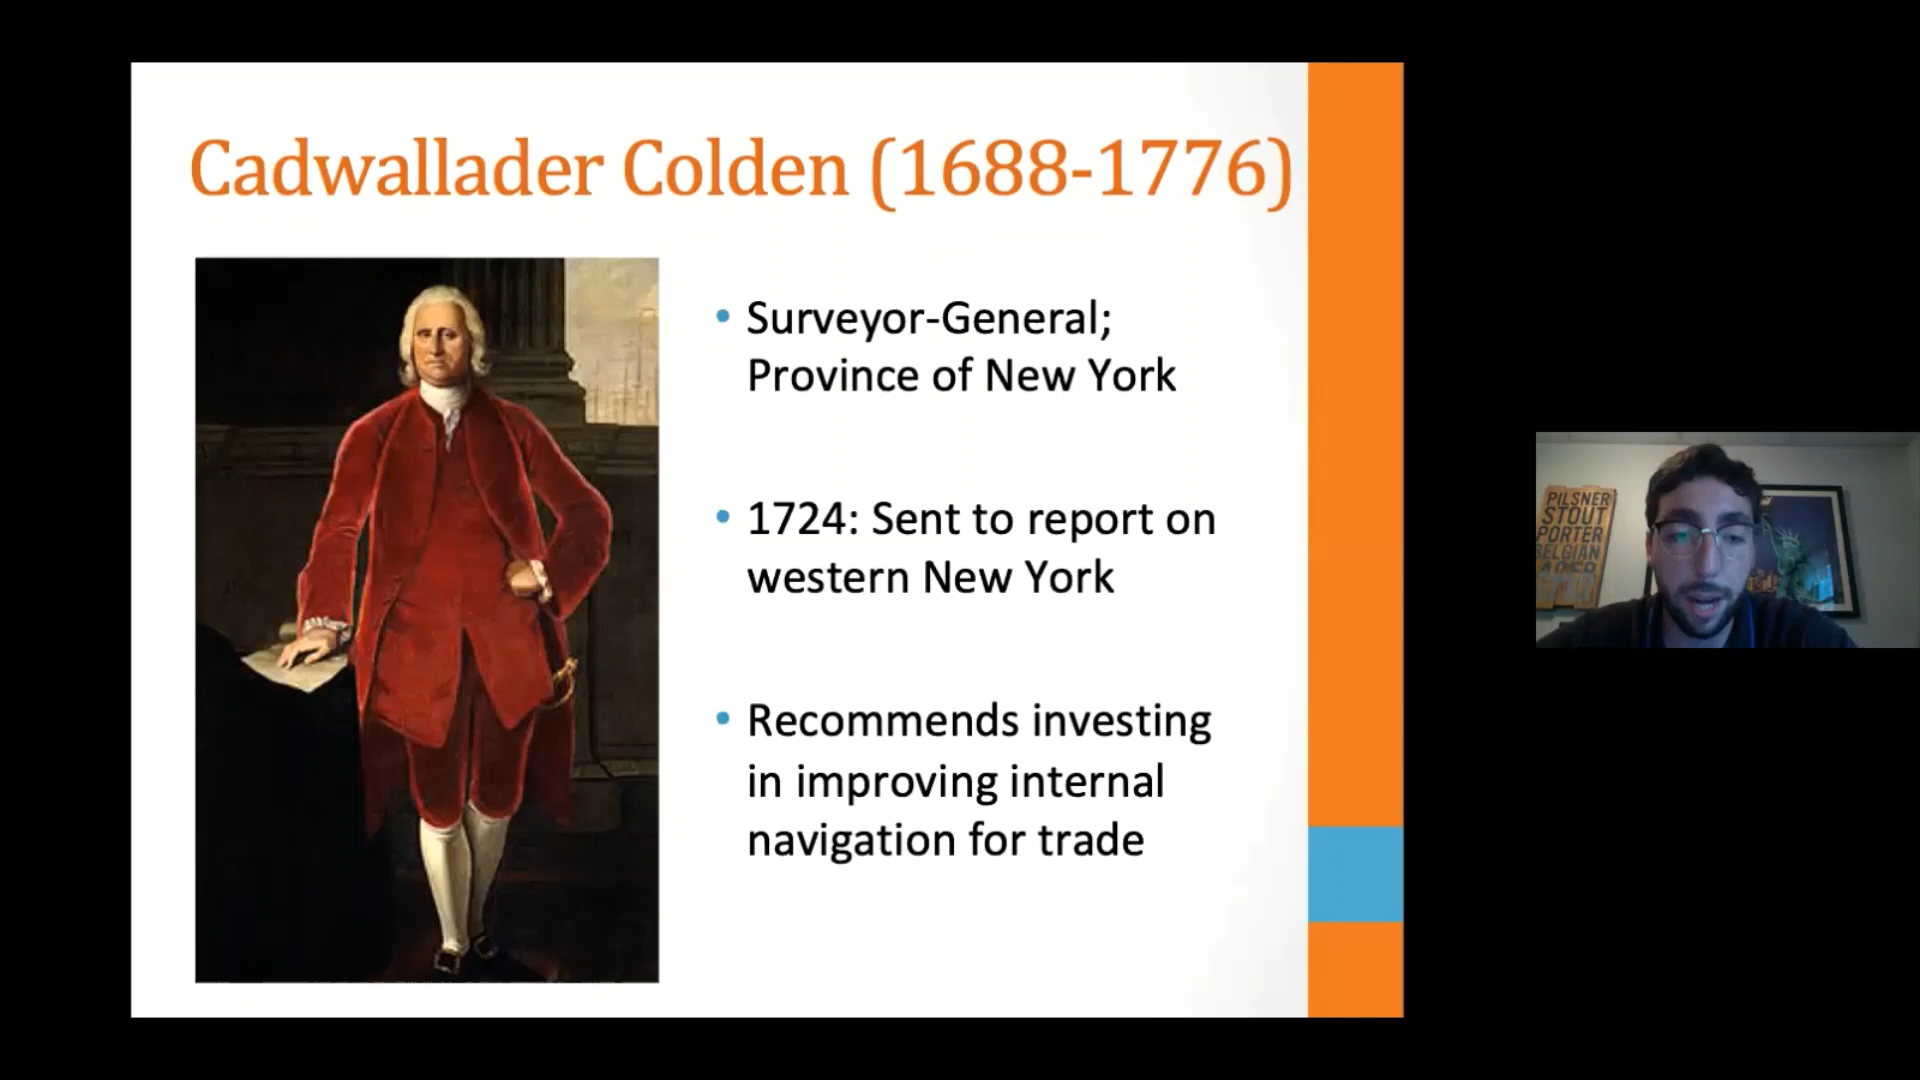 Cadwallader Colden (1688-1776)
• Surveyor-General;
Province of New York
• 1724: Sent to report on
western New York
• Recommends investing
in improving internal
navigation for trade
PILSNER
STOUT
PORTER
BELGIAN